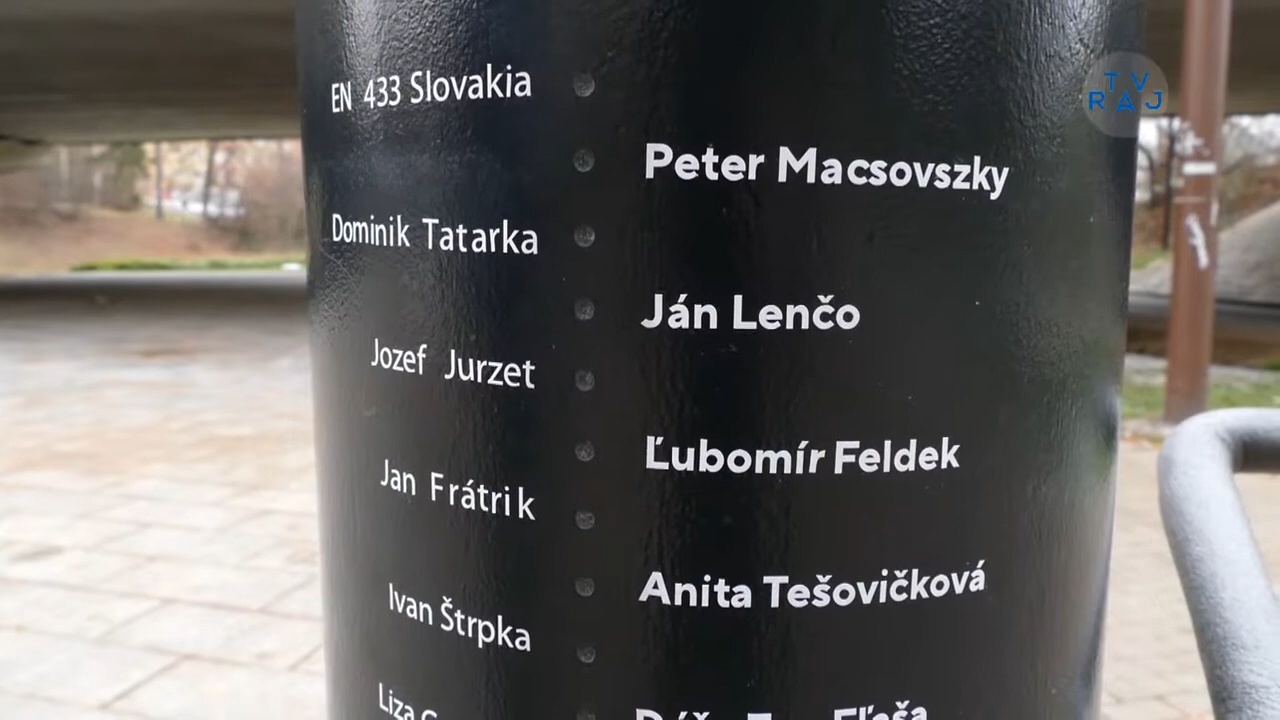 EN 433 Slovakia
Dominik Tatarka
Jozef Jurzet
Jan Frátrik
Ivan Štrpka
Liza
Peter Macsovszky
Ján Lenčo
Ľubomír Feldek
Anita Tešovičková
TV
RAJ